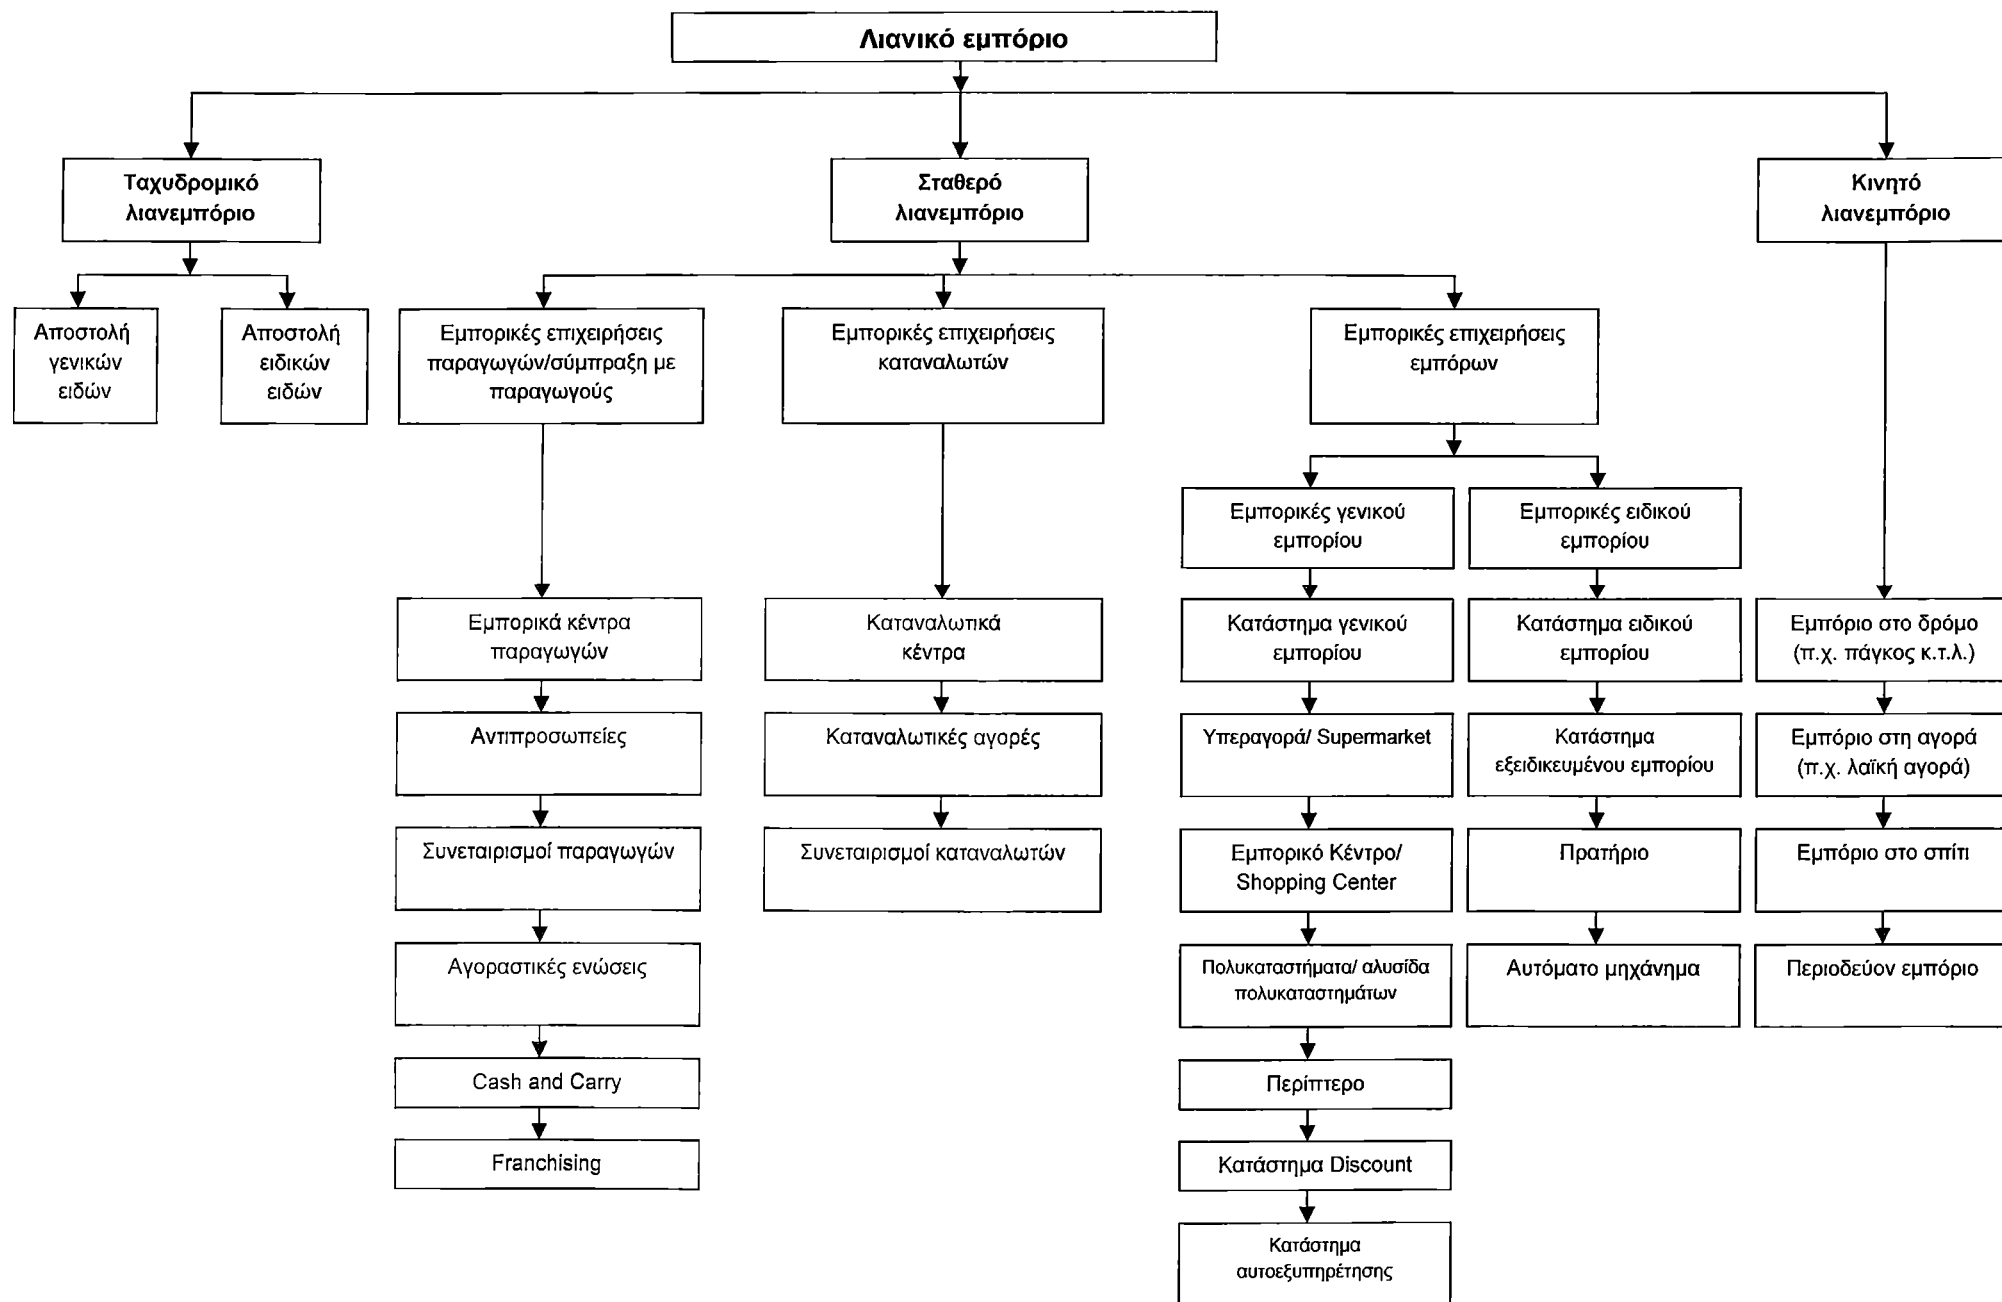 Λιανικό εμπόριο
Ταχυδρομικό
λιανεμπόριο
Σταθερό
λιανεμπόριο
Κινητό
λιανεμπόριο
Αποστολή
γενικών
ειδών
Αποστολή
ειδικών
ειδών
Εμπορικές επιχειρήσεις
παραγωγών/σύμπραξη με
παραγωγούς
Εμπορικές επιχειρήσεις
καταναλωτών
Εμπορικές επιχειρήσεις
εμπόρων
Εμπορικές γενικού
εμπορίου
Εμπορικές ειδικού
εμπορίου
Εμπορικά κέντρα
παραγωγών
Καταναλωτικά
κέντρα
Κατάστημα γενικού
εμπορίου
Κατάστημα ειδικού
εμπορίου
Εμπόριο στο δρόμο
(π.χ. πάγκος κ.τ.λ.)
Αντιπροσωπείες
Καταναλωτικές αγορές
Υπεραγορά/ Supermarket
Κατάστημα
εξειδικευμένου εμπορίου
Εμπόριο στη αγορά
(π.χ. λαϊκή αγορά)
Συνεταιρισμοί παραγωγών
Συνεταιρισμοί καταναλωτών
Εμπορικό Κέντρο/
Shopping Center
Πρατήριο
Εμπόριο στο σπίτι
Αγοραστικές ενώσεις
Πολυκαταστήματα/ αλυσίδα
πολυκαταστημάτων
Αυτόματο μηχάνημα
Περιοδεύον εμπόριο
Cash and Carry
Περίπτερο
Franchising
Κατάστημα Discount
Κατάστημα
αυτοεξυπηρέτησης